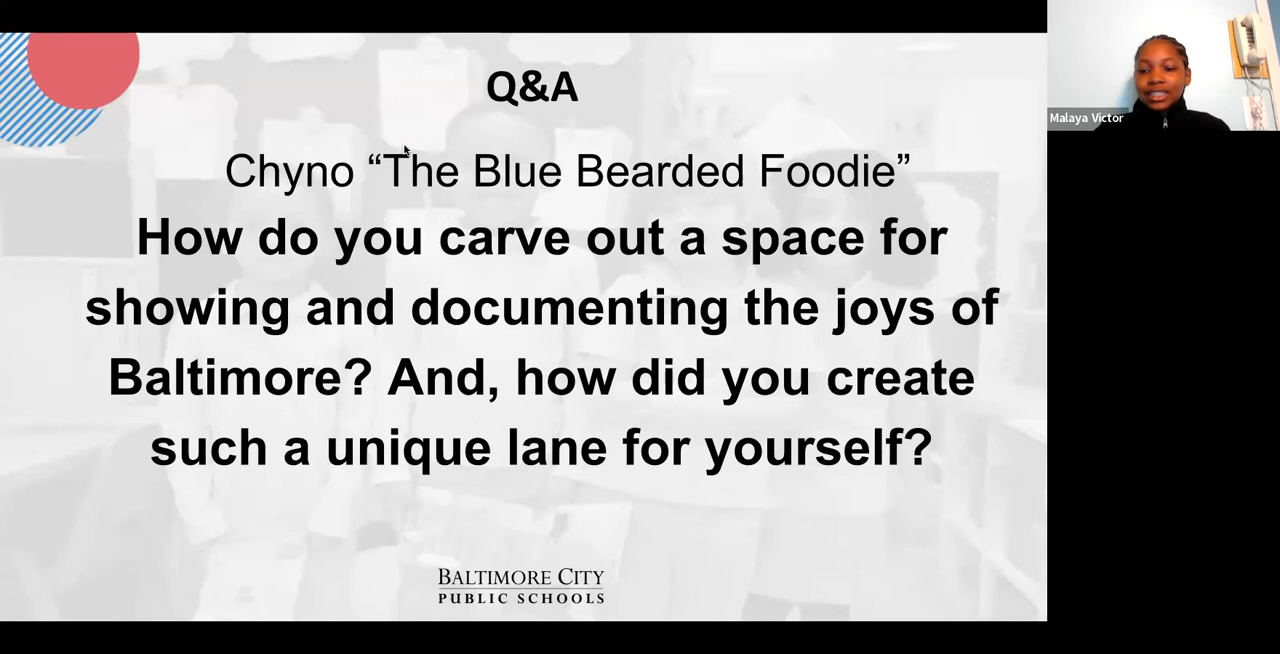 Q&A
Chyno “The Blue Bearded Foodie”
How do you carve out a space for
showing and documenting the joys of
Baltimore? And, how did you create
such a unique lane for yourself?
BALTIMORE CITY
PUBLIC SCHOOLS
Malaya Victor